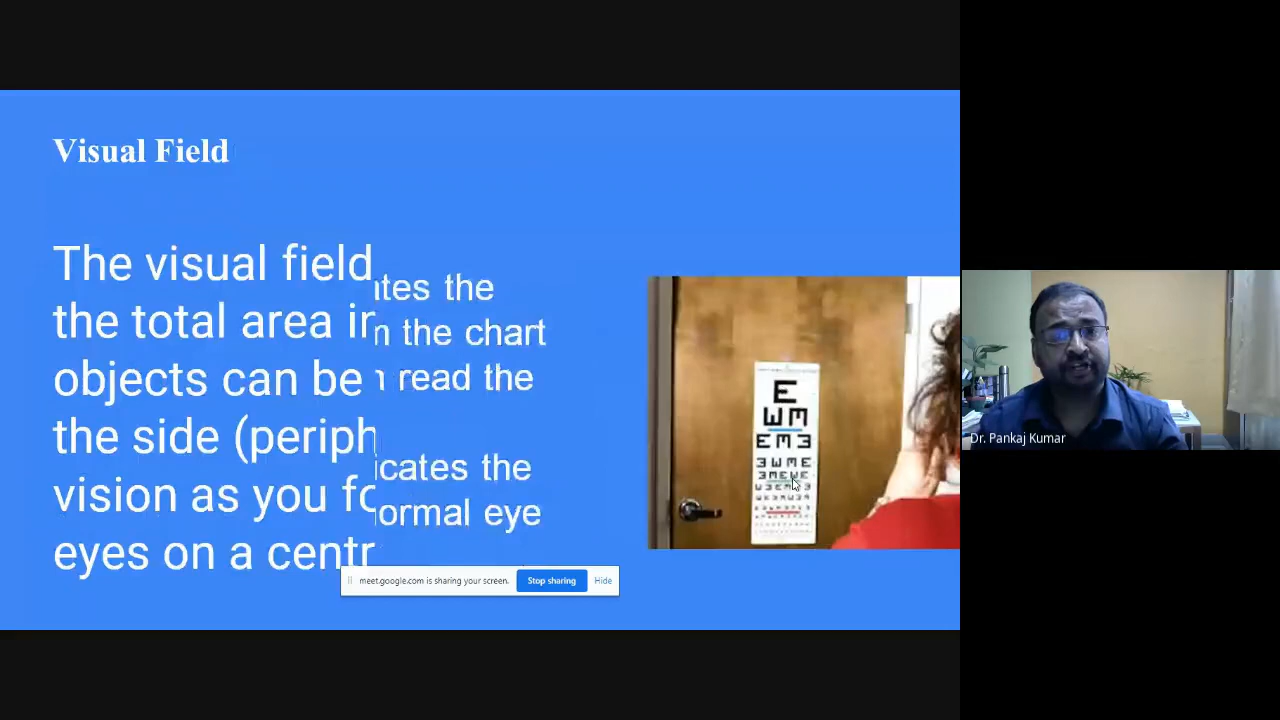 Visual Field
The visual field
the total area in
objects can be
the side (periph
vision as you fo
eyes on a centr
ates the
n the chart
n read the
icates the
ormal eye
E
meet.google.com is sharing your screen.
Stop sharing
Hide
Dr. Pankaj Kumar